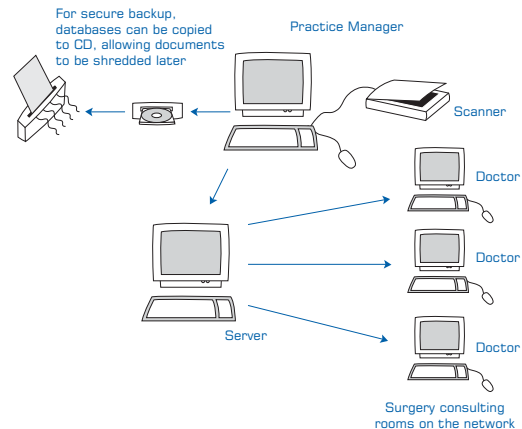 For secure backup,
databases can be copied
to CD, allowing documents
to be shredded later
Practice Manager
Scanner
Doctor
Doctor
Server
Doctor
Surgery consulting
rooms on the network